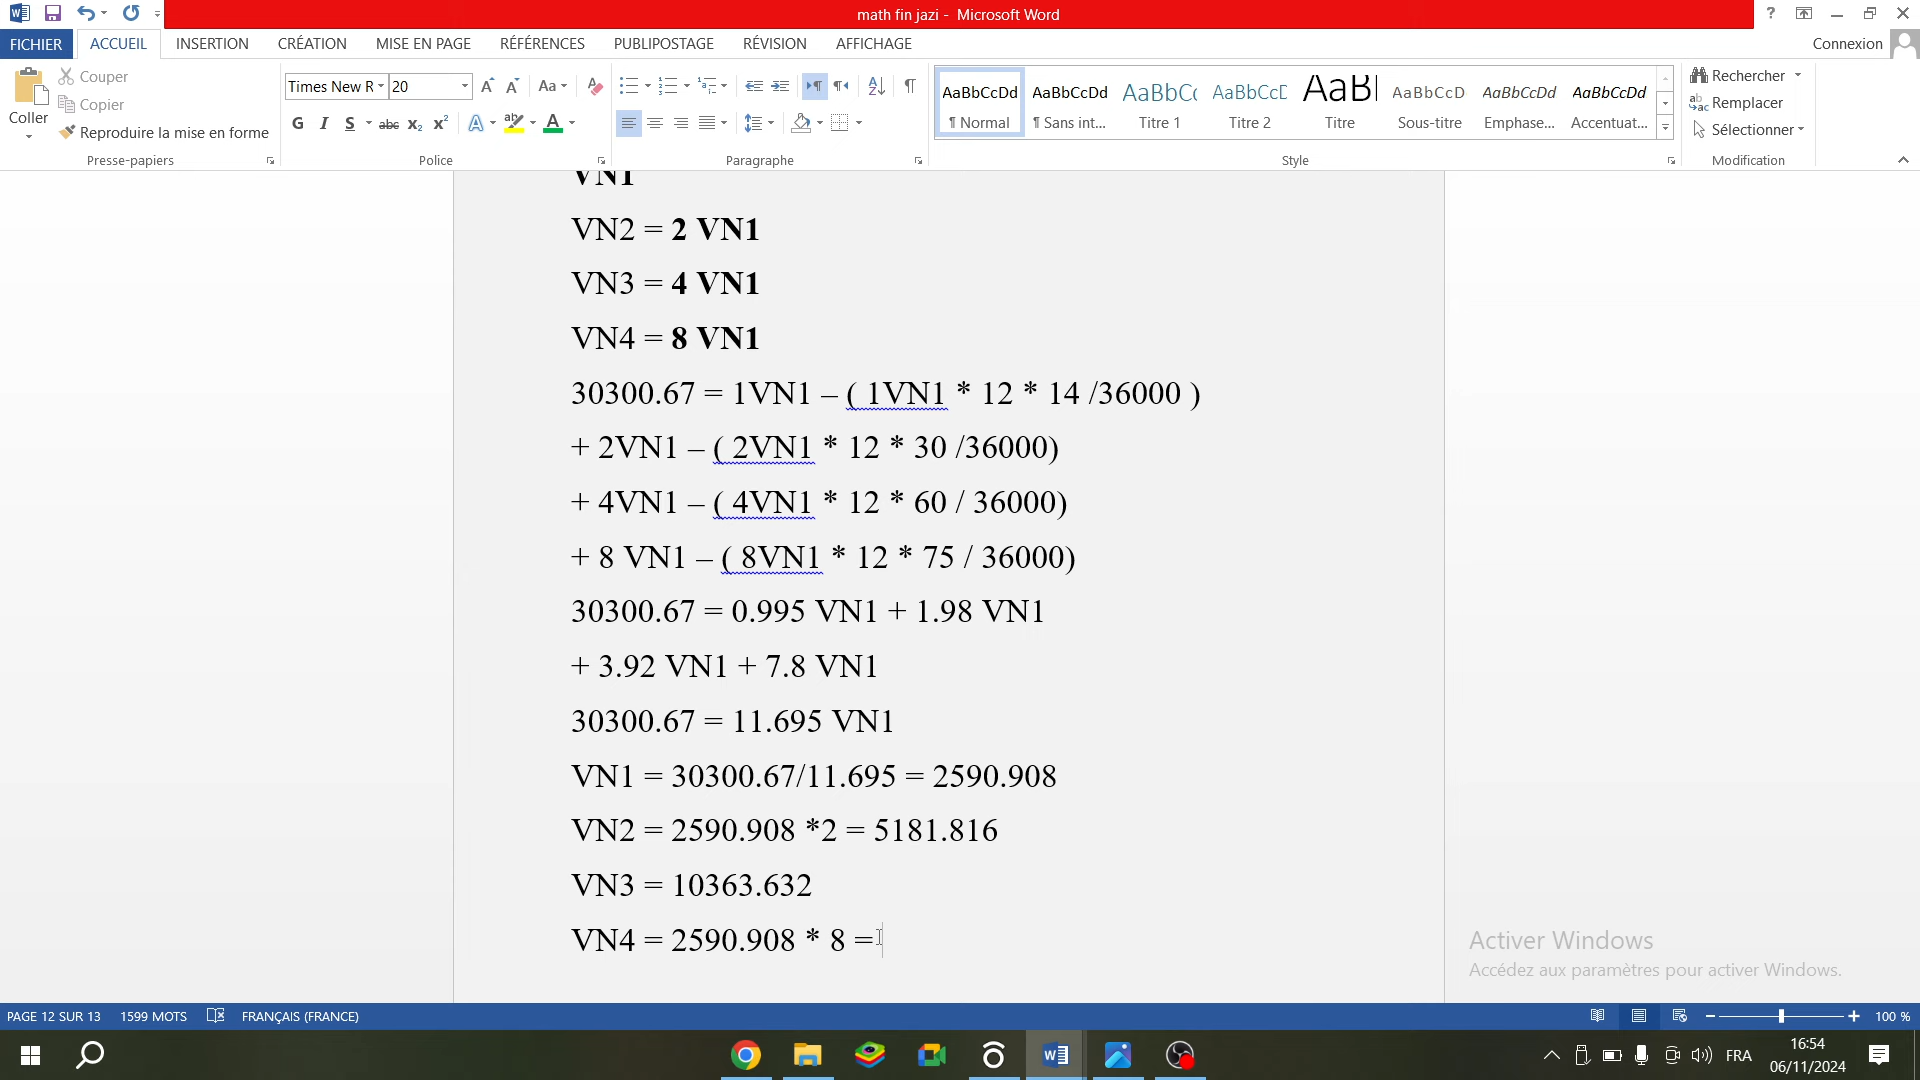 math fin jazi - Microsoft Word
FICHIER ACCUEIL INSERTION CRÉATION MISE EN PAGE RÉFÉRENCES PUBLIPOSTAGE RÉVISION AFFICHAGE Connexion
Coller
Couper
Copier
Reproduire la mise en forme
Presse-papiers
Times New R 20
Police
Paragraphe
AaBbCcDd AaBbCcDd AaBbC( AaBbCcC AaBl AaBbCcD AaBbCcDd AaBbCcDd
¶ Normal ¶ Sans int... Titre 1 Titre 2 Titre Sous-titre Emphase... Accentuat...
Style
Rechercher
Remplacer
Sélectionner
Modification
VN1
VN2 = 2 VN1
VN3 = 4 VN1
VN4 = 8 VN1
30300.67 = 1VN1 – ( 1VN1 * 12 * 14 /36000 )
+ 2VN1 – ( 2VN1 * 12 * 30 /36000)
+ 4VN1 – ( 4VN1 * 12 * 60 / 36000)
+ 8 VN1 – ( 8VN1 * 12 * 75 / 36000)
30300.67 = 0.995 VN1 + 1.98 VN1
+ 3.92 VN1 + 7.8 VN1
30300.67 = 11.695 VN1
VN1 = 30300.67/11.695 = 2590.908
VN2 = 2590.908 *2 = 5181.816
VN3 = 10363.632
VN4 = 2590.908 * 8 =
Activer Windows
Accédez aux paramètres pour activer Windows.
PAGE 12 SUR 13 1599 MOTS FRANÇAIS (FRANCE) 100 %
FRA
16:54
06/11/2024